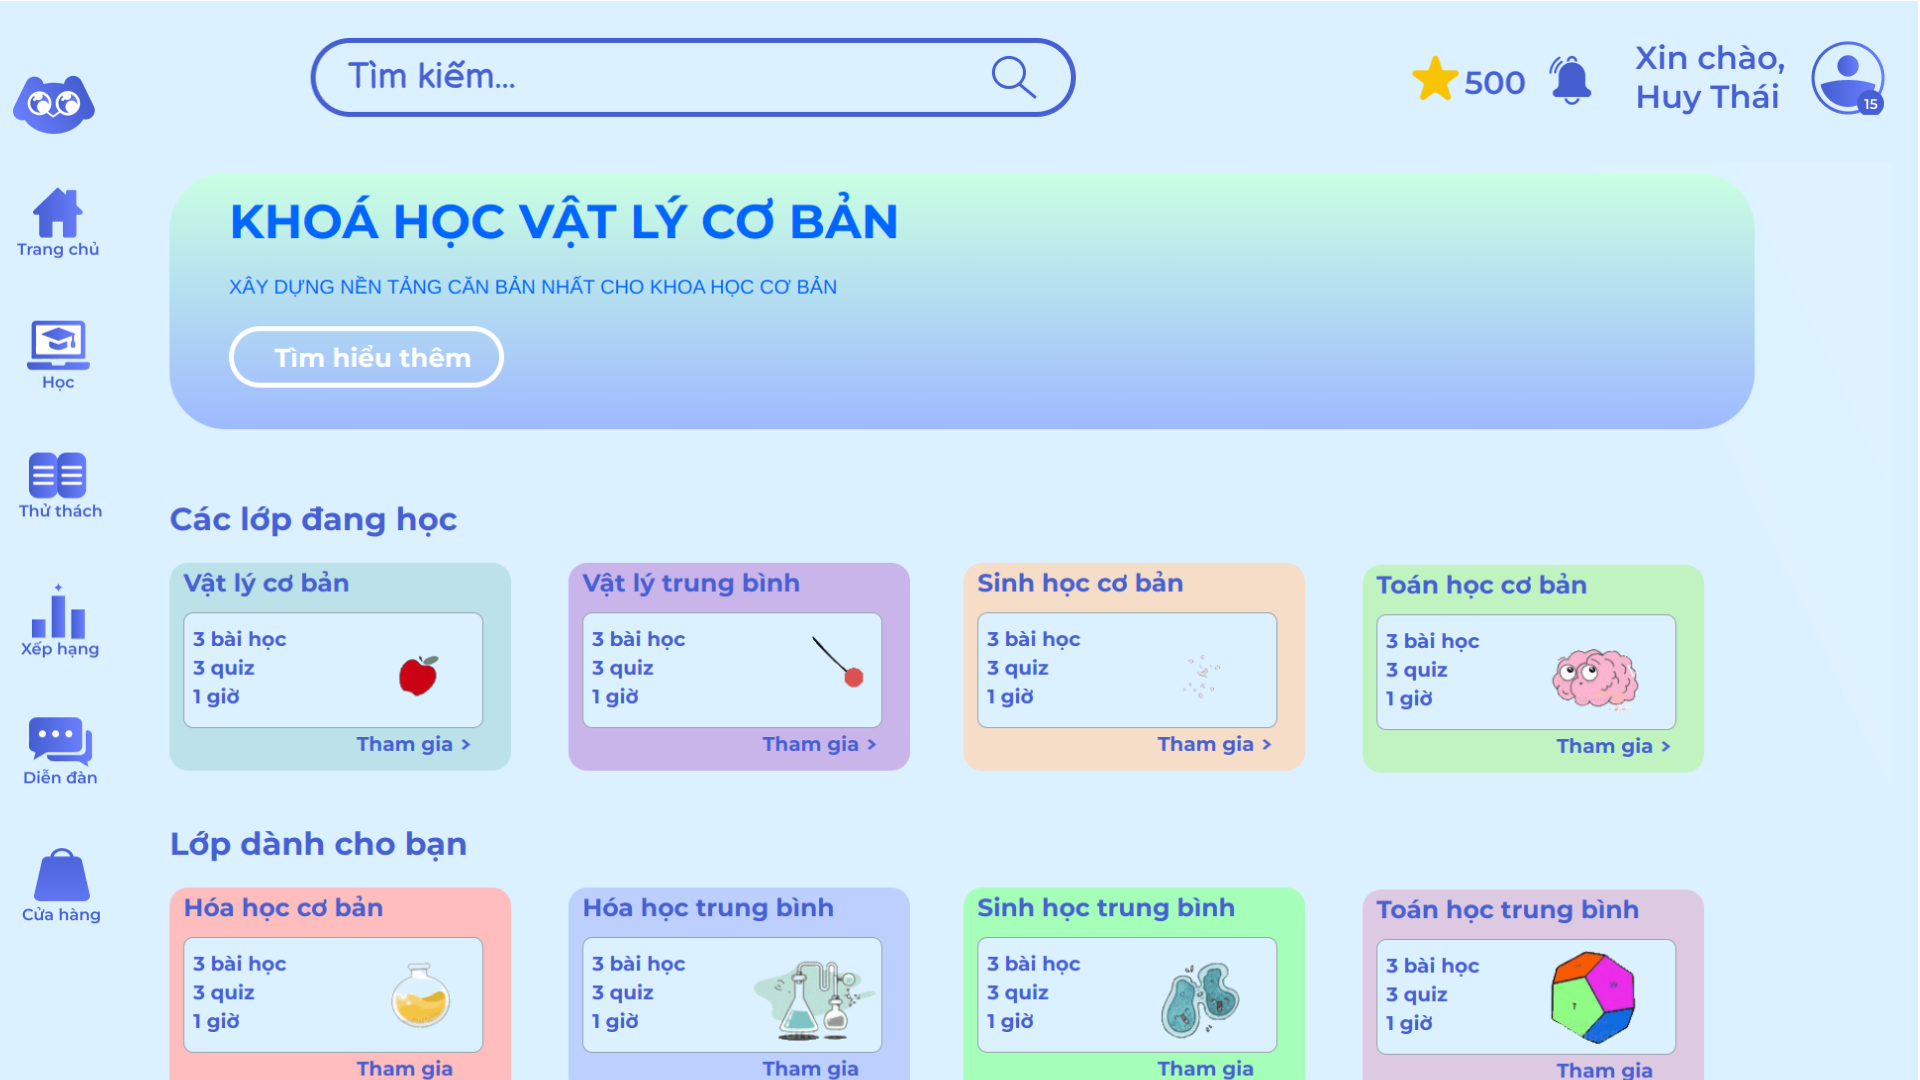 Tìm kiếm...
500
Xin chào,
Huy Thái
15
Trang chủ
Học
Thử thách
Xếp hạng
Diễn đàn
Cửa hàng
KHOÁ HỌC VẬT LÝ CƠ BẢN
XÂY DỰNG NỀN TẢNG CĂN BẢN NHẤT CHO KHOA HỌC CƠ BẢN
Tìm hiểu thêm
Các lớp đang học
Vật lý cơ bản
3 bài học
3 quiz
1 giờ
Tham gia >
Vật lý trung bình
3 bài học
3 quiz
1 giờ
Tham gia >
Sinh học cơ bản
3 bài học
3 quiz
1 giờ
Tham gia >
Toán học cơ bản
3 bài học
3 quiz
1 giờ
Tham gia >
Lớp dành cho bạn
Hóa học cơ bản
3 bài học
3 quiz
1 giờ
Tham gia
Hóa học trung bình
3 bài học
3 quiz
1 giờ
Tham gia
Sinh học trung bình
3 bài học
3 quiz
1 giờ
Tham gia
Toán học trung bình
3 bài học
3 quiz
1 giờ
Tham gia